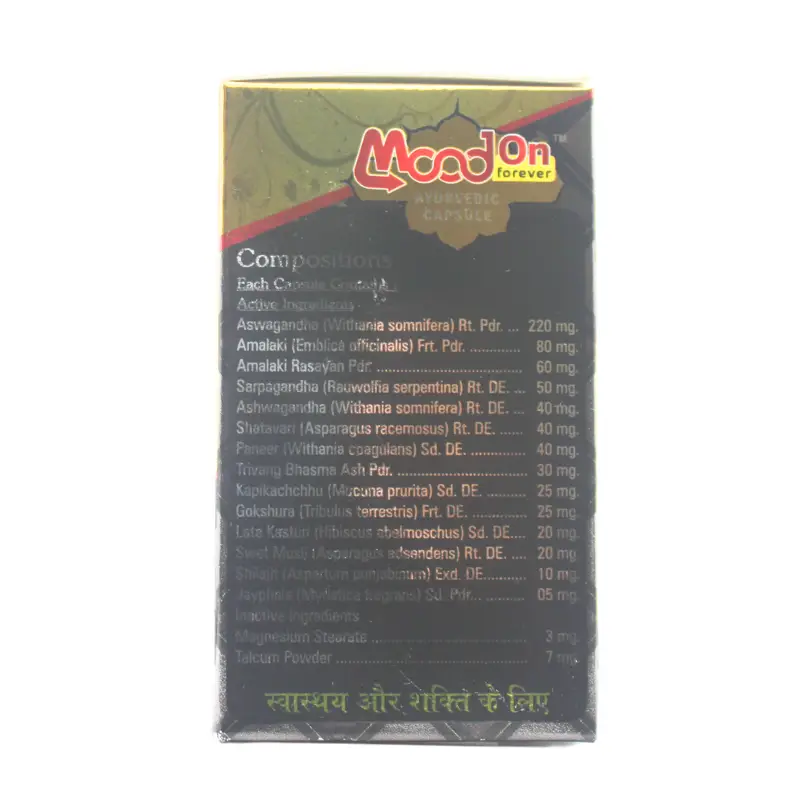 Mood On
forever
TM
AYURVEDIC
CAPSULE
Compositions
Each Capsule Contains :
Active Ingredients
Aswagandha (Withania somnifera) Rt. Pdr. ... 220 mg.
Amalaki (Emblica officinalis) Frt. Pdr. ............. 80 mg.
Amalaki Rasayan Pdr. ..................................... 60 mg.
Sarpagandha (Rauwolfia serpentina) Rt. DE. ... 50 mg.
Ashwagandha (Withania somnifera) Rt. DE. ... 40 mg.
Shatavari (Asparagus racemosus) Rt. DE. ...... 40 mg.
Paneer (Withania coagulans) Sd. DE. .............. 40 mg.
Trivang Bhasma Ash Pdr. ................................ 30 mg.
Kapikachchhu (Mucuna prurita) Sd. DE. .......... 25 mg.
Gokshura (Tribulus terrestris) Frt. DE. ............. 25 mg.
Lata Kasturi (Hibiscus abelmoschus) Sd. DE.... 20 mg.
Swet Musli (Asparagus adsendens) Rt. DE. .... 20 mg
Shilajit (Aspartum punjabinum) Exd. DE........... 10 mg.
Jayphala (Myristica fragrans) Sd. Pdr... .......... 05 mg.
Inactive Ingredients
Magnesium Stearate ..................................... 3 mg.
Talcum Powder ............................................. 7 mg
स्वास्थय और शक्ति के लिए